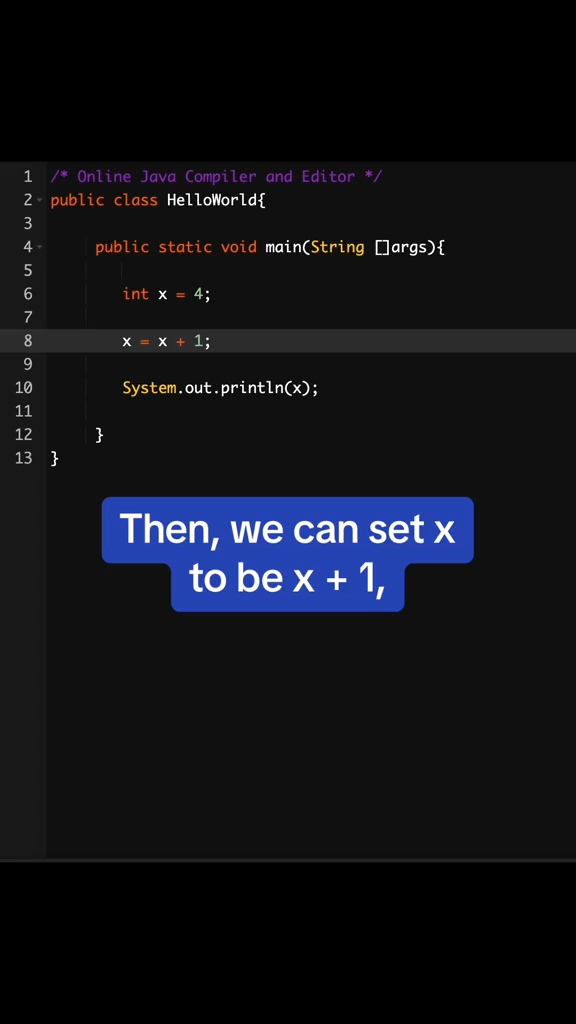 1 /* Online Java Compiler and Editor */
2 public class HelloWorld{
3
4 public static void main(String []args){
5
6 int x = 4;
7
8 x = x + 1;
9
10 System.out.println(x);
11
12 }
13 }
Then, we can set x
to be x + 1,